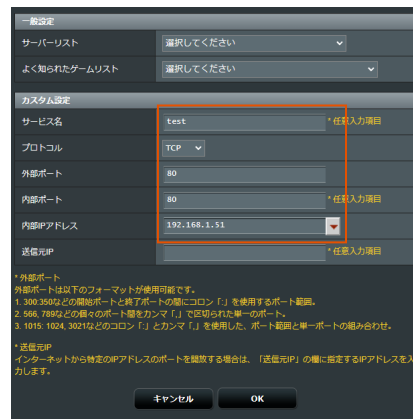 一般設定
サーバーリスト 選択してください
よく知られたゲームリスト 選択してください
カスタム設定
サービス名 test * 任意入力項目
プロトコル TCP
外部ポート 80
内部ポート 80 * 任意入力項目
内部IPアドレス 192.168.1.51
送信元IP * 任意入力項目
* 外部ポート
外部ポートは以下のフォーマットが使用可能です。
1. 300:350などの開始ポートと終了ポートの間にコロン「:」を使用するポート範囲。
2. 566, 789などの個々のポート間をカンマ「,」で区切られた単一のポート。
3. 1015: 1024, 3021などのコロン「:」とカンマ「,」を使用した、ポート範囲と単一ポートの組み合わせ。
* 送信元IP
インターネットから特定のIPアドレスのポートを開放する場合は、「送信元IP」の欄に指定するIPアドレスを入
力します。
キャンセル OK